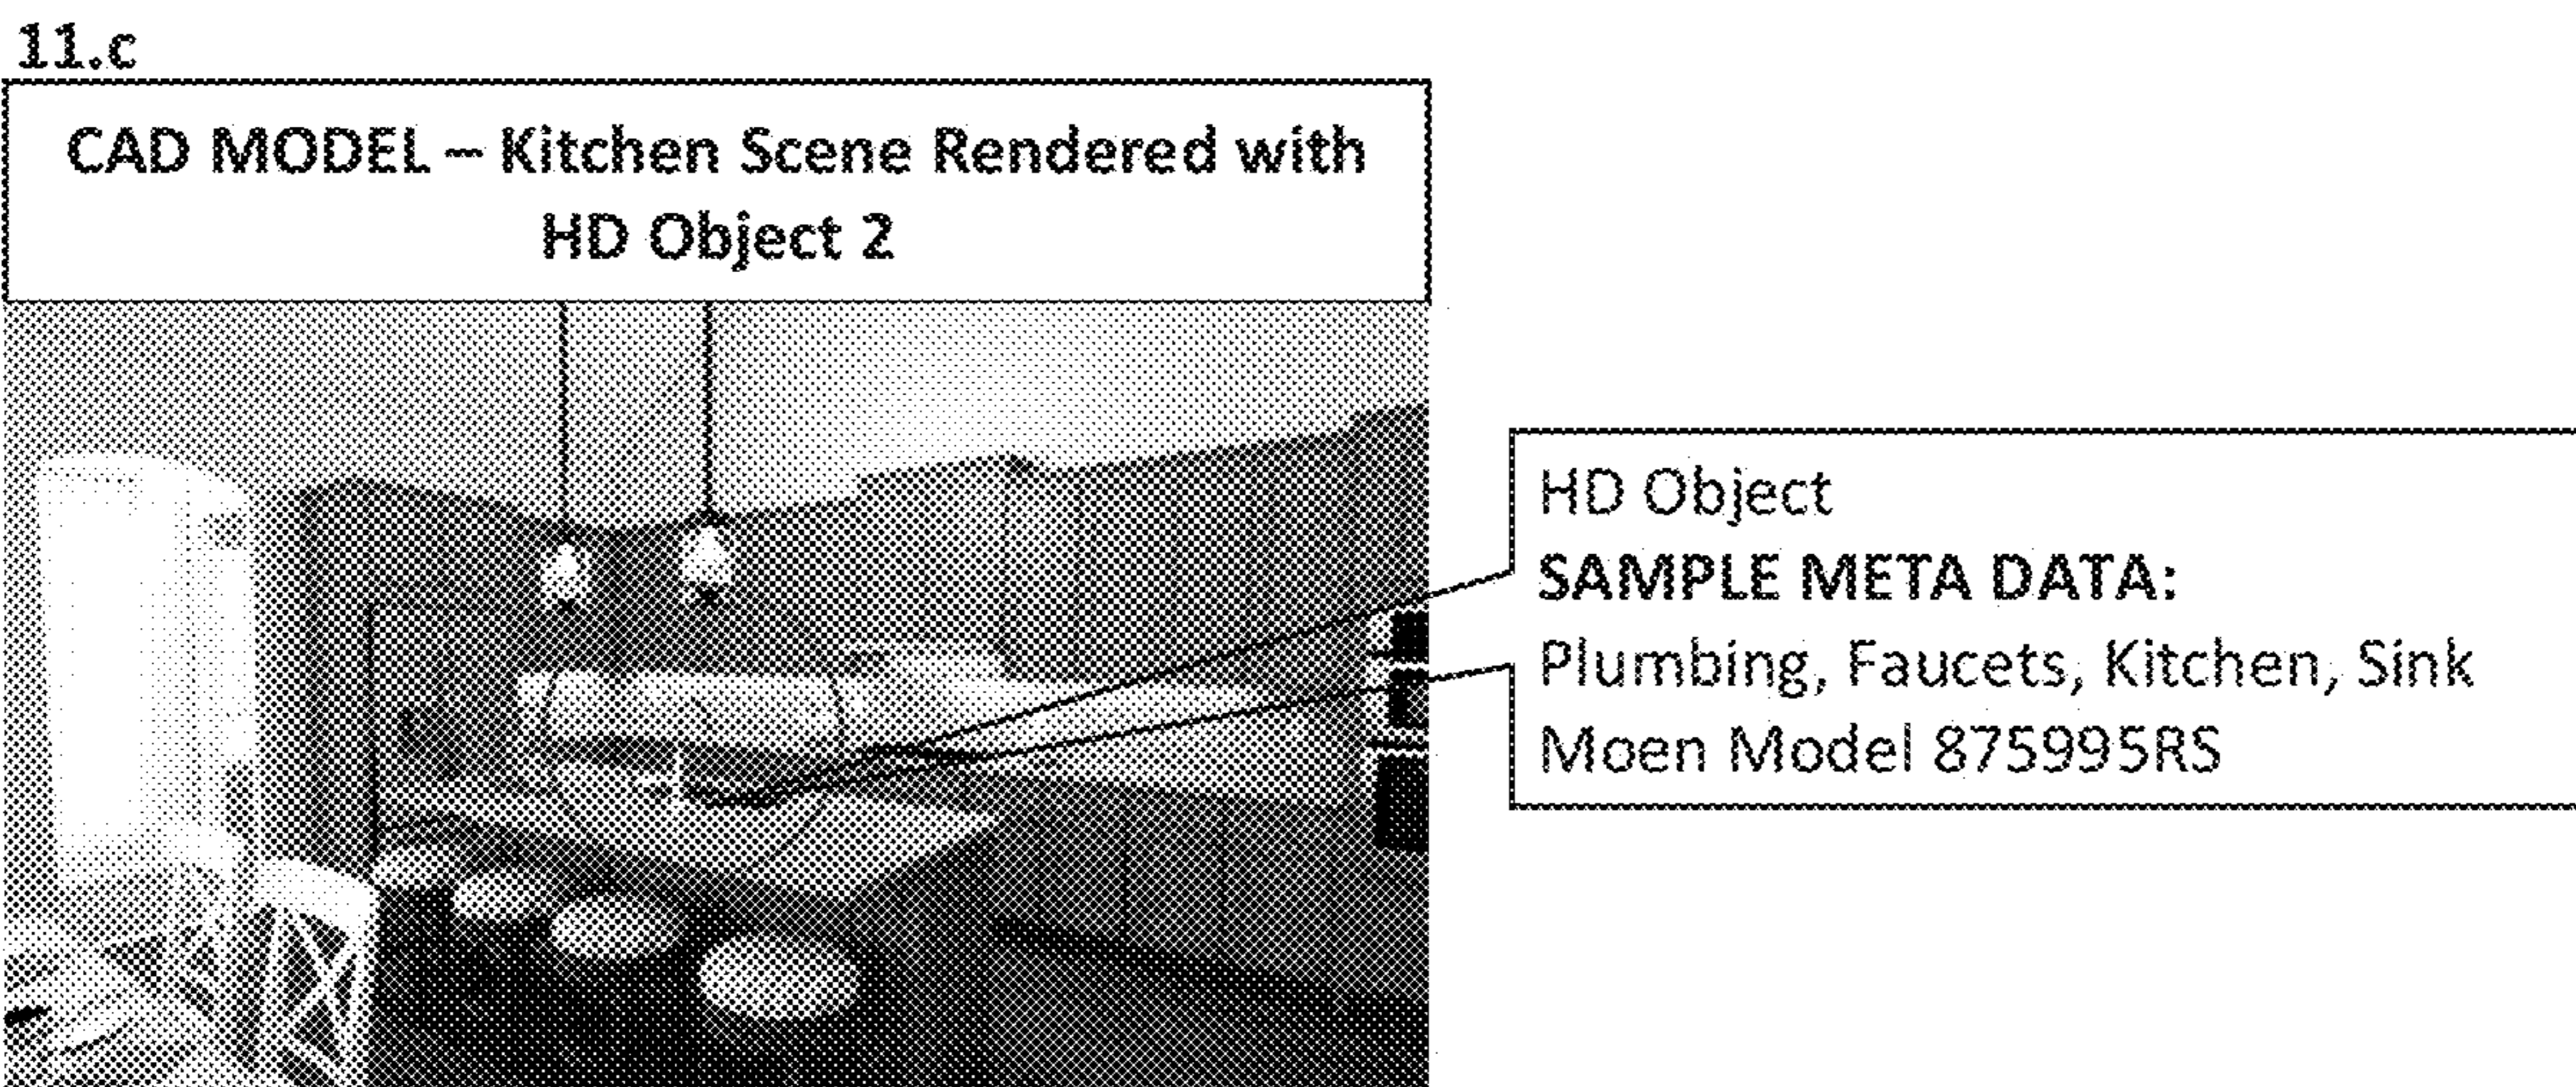 11.c
CAD MODEL – Kitchen Scene Rendered with
HD Object 2
HD Object
SAMPLE META DATA:
Plumbing, Faucets, Kitchen, Sink
Moen Model 875995RS